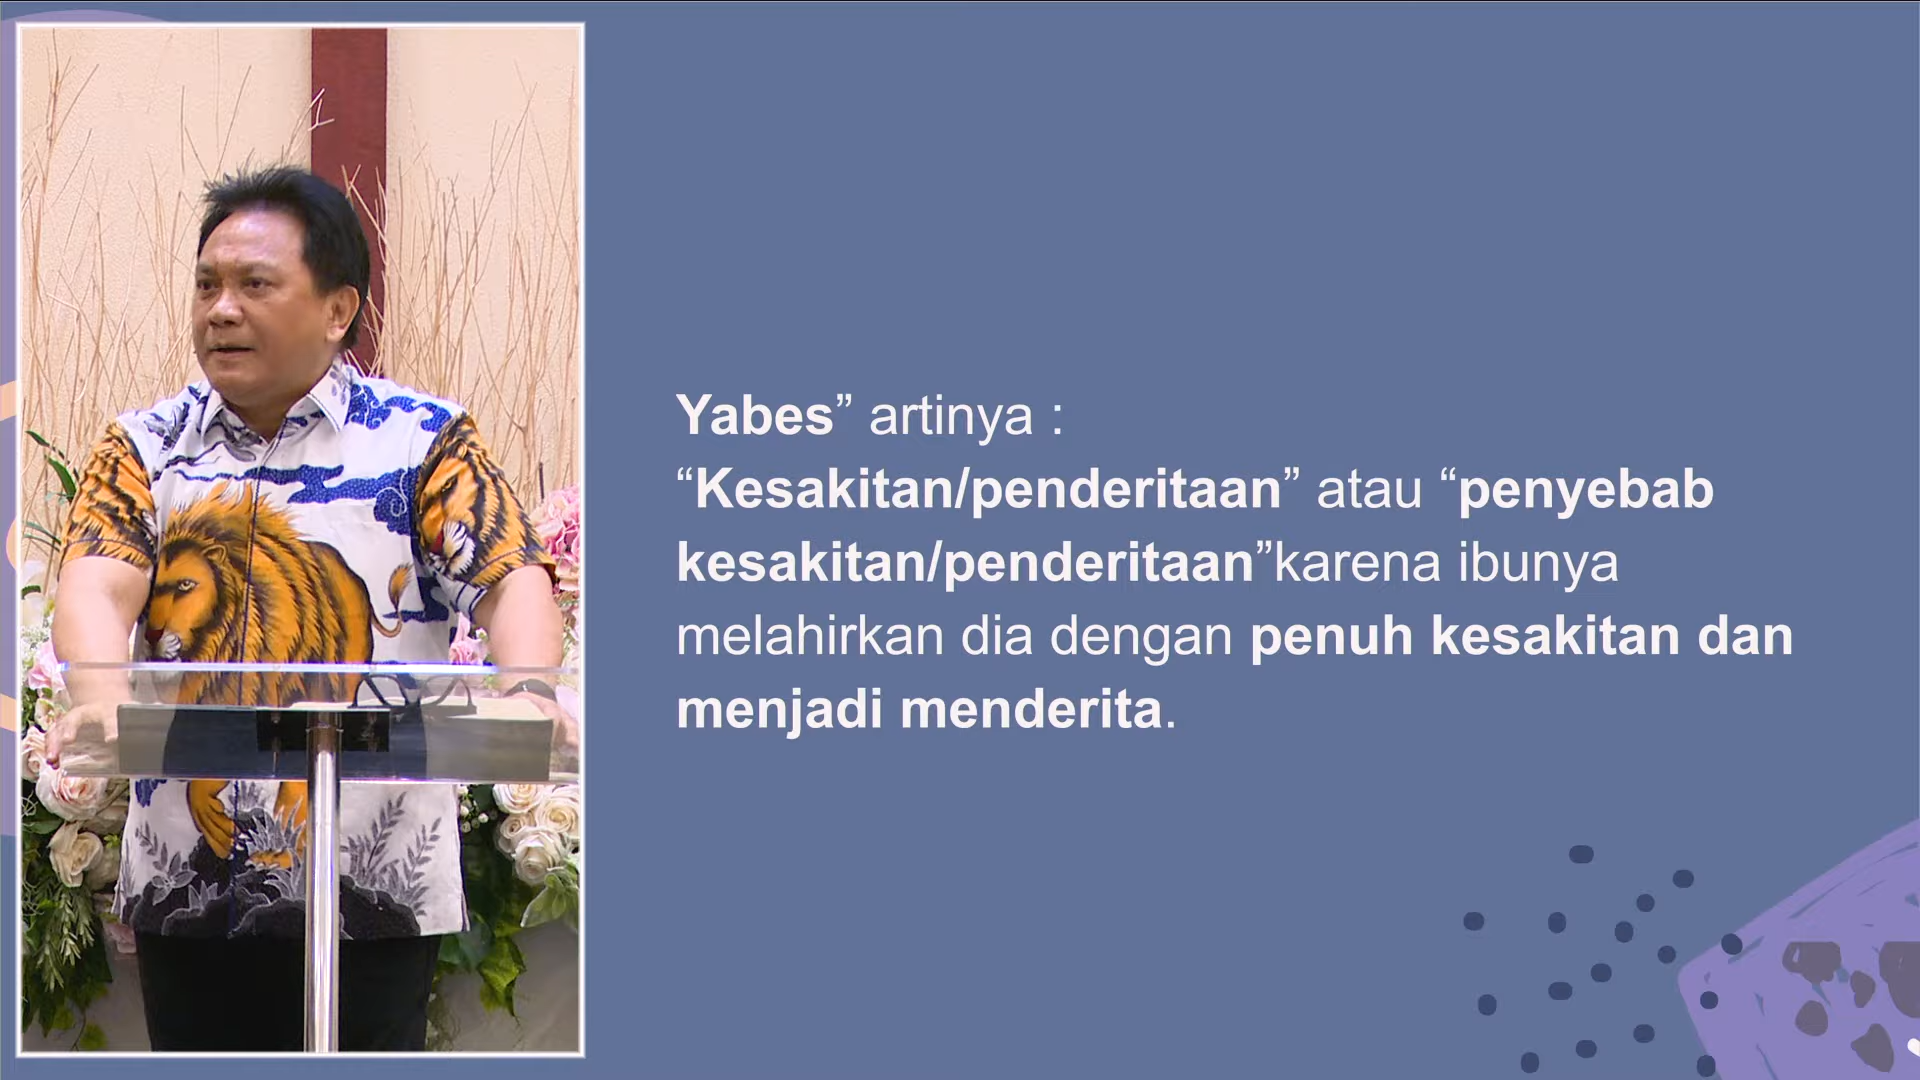 Yabes” artinya :
“Kesakitan/penderitaan” atau “penyebab
kesakitan/penderitaan”karena ibunya
melahirkan dia dengan penuh kesakitan dan
menjadi menderita.